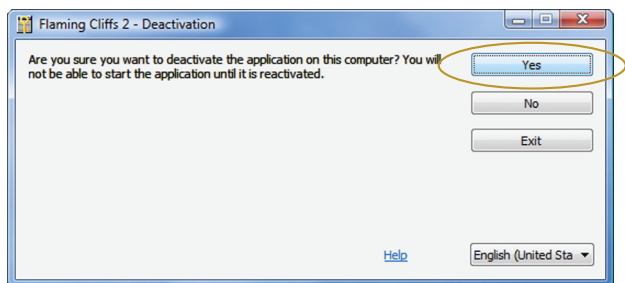 Flaming Cliffs 2 - Deactivation
Are you sure you want to deactivate the application on this computer? You will
not be able to start the application until it is reactivated.
Yes
No
Exit
Help
English (United Sta